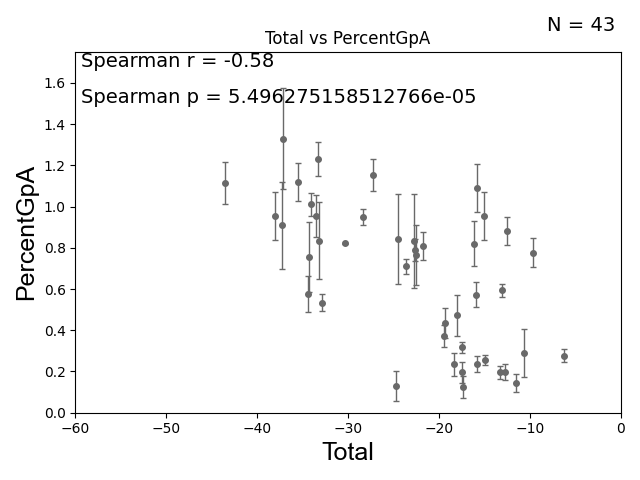 N = 43
Total vs PercentGpA
Spearman r = -0.58
Spearman p = 5.496275158512766e-05
PercentGpA
1.6
1.4
1.2
1.0
0.8
0.6
0.4
0.2
0.0
−60 −50 −40 −30 −20 −10 0
Total